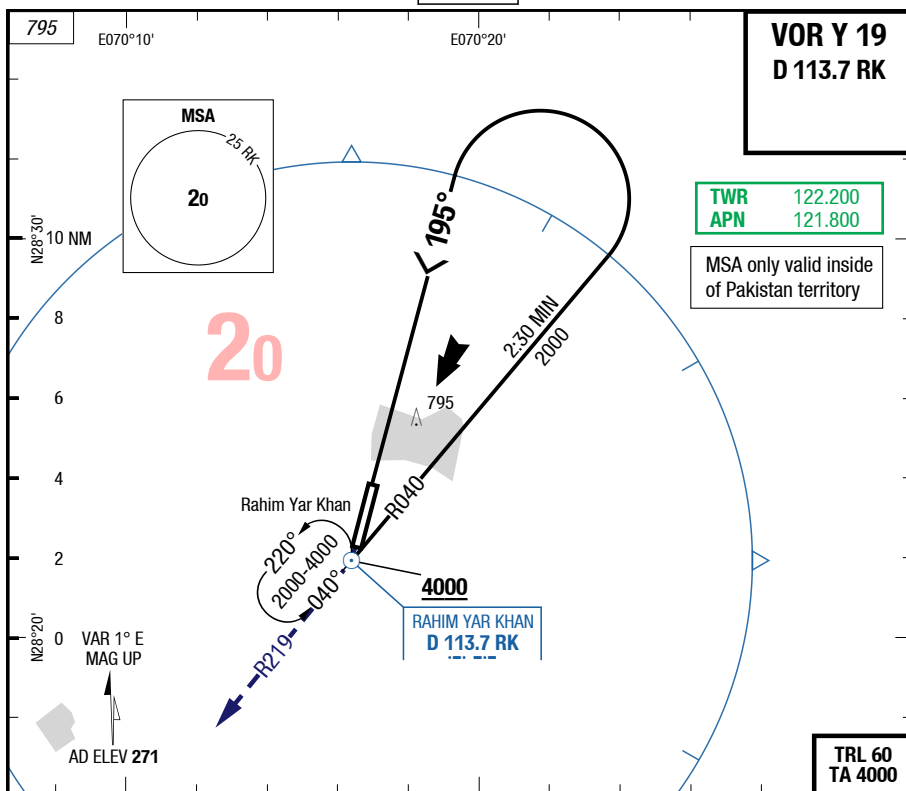 795
E070°10'
E070°20'
VOR Y 19
D 113.7 RK
MSA
25 RK
20
TWR 122.200
APN 121.800
MSA only valid inside
of Pakistan territory
N28°30'
10 NM
8
6
4
2
0
N28°20'
20
195°
2:30 MIN
2000
795
R040
Rahim Yar Khan
220°
2000-4000
040°
4000
RAHIM YAR KHAN
D 113.7 RK
R219
VAR 1° E
MAG UP
AD ELEV 271
TRL 60
TA 4000